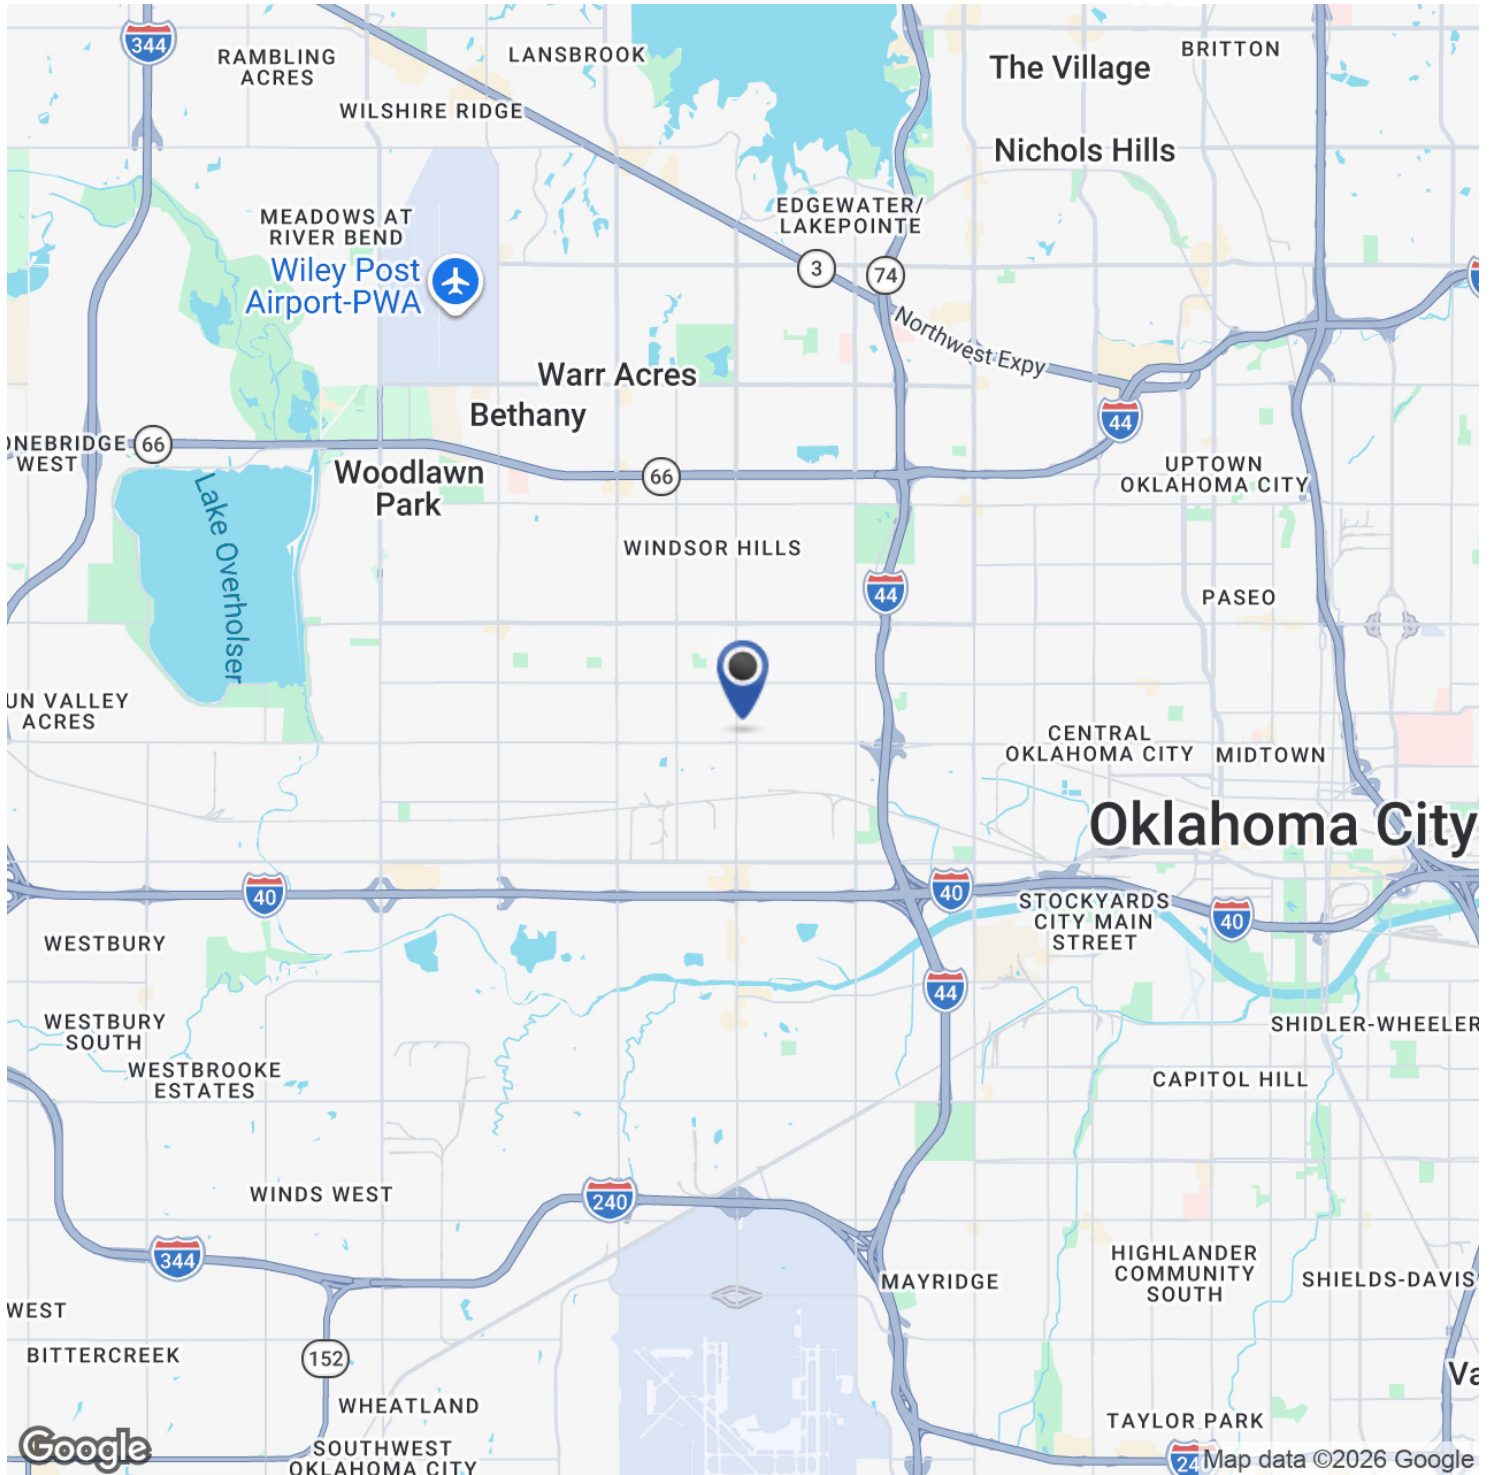 344
RAMBLING
ACRES
LANSBROOK
The Village
BRITTON
WILSHIRE RIDGE
Nichols Hills
MEADOWS AT
RIVER BEND
EDGEWATER/
LAKEPOINTE
Wiley Post
Airport-PWA
3
74
Northwest Expy
Warr Acres
Bethany
44
ONEBRIDGE
WEST
66
Woodlawn
Park
66
UPTOWN
OKLAHOMA CITY
Lake Overholser
WINDSOR HILLS
44
PASEO
UN VALLEY
ACRES
CENTRAL
OKLAHOMA CITY
MIDTOWN
Oklahoma City
40
40
40
STOCKYARDS
CITY MAIN
STREET
WESTBURY
44
WESTBURY
SOUTH
SHIDLER-WHEELER
WESTBROOKE
ESTATES
CAPITOL HILL
WINDS WEST
240
344
MAYRIDGE
HIGHLANDER
COMMUNITY
SOUTH
SHIELDS-DAVIS
WEST
BITTERCREEK
152
Va
WHEATLAND
TAYLOR PARK
Google
SOUTHWEST
OKLAHOMA CITY
24
Map data ©2026 Google